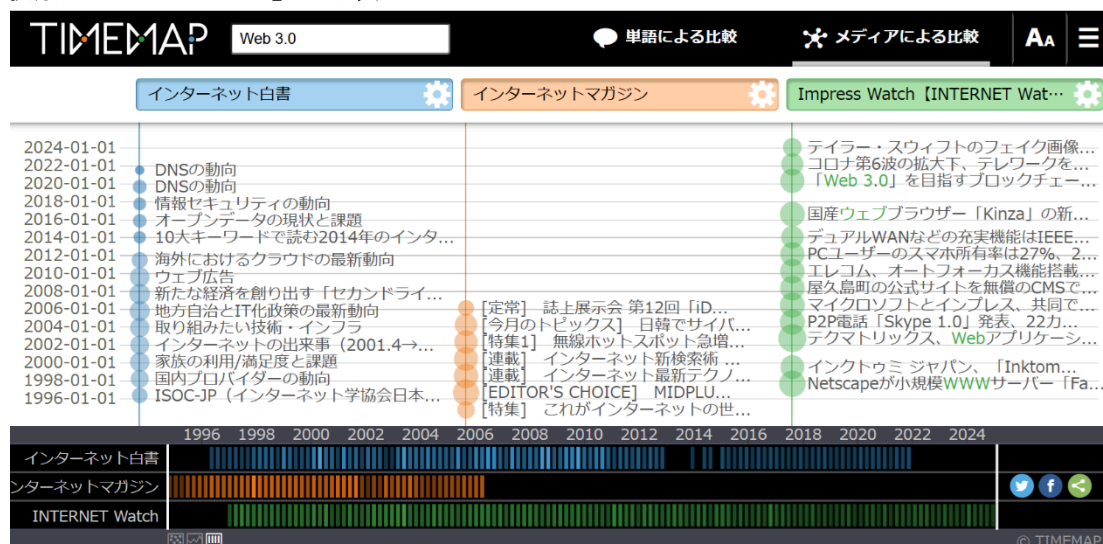 TIMEMAP Web 3.0 単語による比較 メディアによる比較 AA
インターネット白書 インターネットマガジン Impress Watch【INTERNET Wat…
2024-01-01 テイラー・スウィフトのフェイク画像...
2022-01-01 DNSの動向 コロナ第6波の拡大下、テレワークを...
2020-01-01 DNSの動向 「Web 3.0」を目指すブロックチェー...
2018-01-01 情報セキュリティの動向
2016-01-01 オープンデータの現状と課題 国産ウェブブラウザー「Kinza」の新...
2014-01-01 10大キーワードで読む2014年のインタ... デュアルWANなどの充実機能はIEEE...
2012-01-01 海外におけるクラウドの最新動向 PCユーザーのスマホ所有率は27%、2...
2010-01-01 ウェブ広告 エレコム、オートフォーカス機能搭載...
2008-01-01 新たな経済を創り出す「セカンドライ... 屋久島町の公式サイトを無償のCMSで...
2006-01-01 地方自治とIT化政策の最新動向 [定常] 誌上展示会 第12回「iD... マイクロソフトとインプレス、共同で...
2004-01-01 取り組みたい技術・インフラ [今月のトピックス] 日韓でサイバ... P2P電話「Skype 1.0」発表、22カ...
2002-01-01 インターネットの出来事（2001.4→... [特集1] 無線ホットスポット急増... テクマトリックス、Webアプリケーシ...
2000-01-01 家族の利用/満足度と課題 [連載] インターネット新検索術 ... インクトゥミ ジャパン、「Inktom...
1998-01-01 国内プロバイダーの動向 [連載] インターネット最新テクノ... Netscapeが小規模WWWサーバー「Fa...
1996-01-01 ISOC-JP（インターネット学協会日本... [EDITOR'S CHOICE] MIDPLU...
[特集] これがインターネットの世...
1996 1998 2000 2002 2004 2006 2008 2010 2012 2014 2016 2018 2020 2022 2024
インターネット白書
ンターネットマガジン
INTERNET Watch
© TIMEMAP